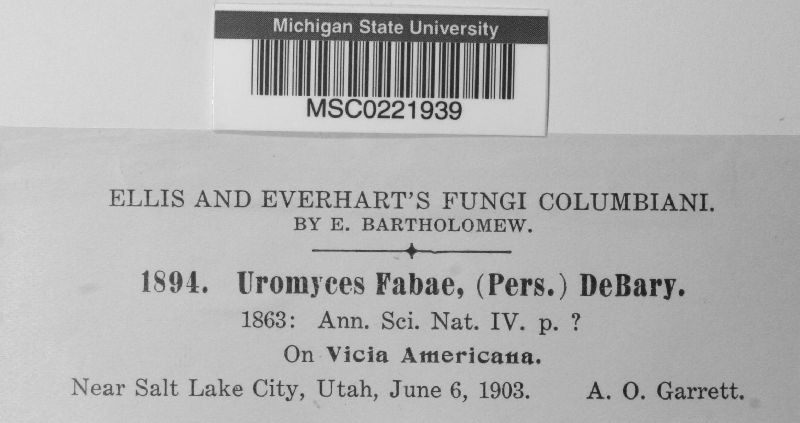 Michigan State University
MSC0221939
ELLIS AND EVERHART'S FUNGI COLUMBIANI.
BY E. BARTHOLOMEW.
1894. Uromyces Fabae, (Pers.) DeBary.
1863: Ann. Sci. Nat. IV. p. ?
On Vicia Americana.
Near Salt Lake City, Utah, June 6, 1903. A. O. Garrett.